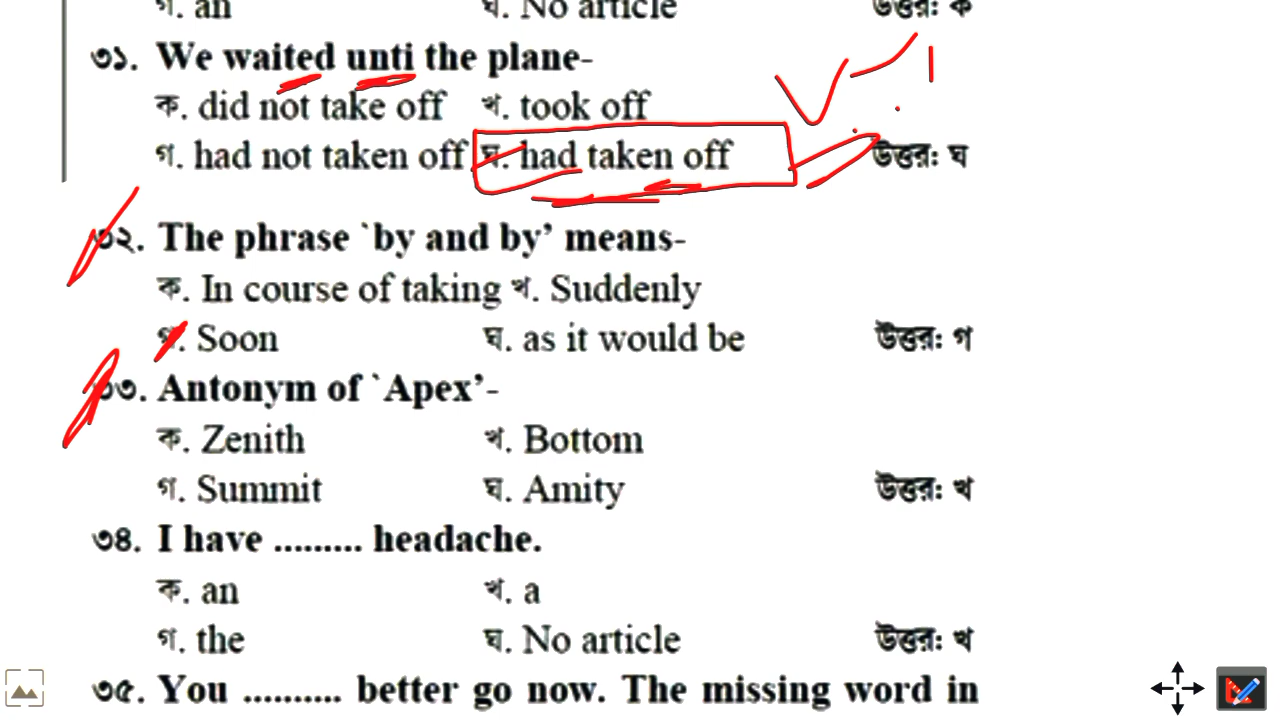 গ. an ঘ. No article উত্তর: ক
৩১. We waited unti the plane-
ক. did not take off খ. took off
গ. had not taken off ঘ. had taken off উত্তর: ঘ
৩২. The phrase `by and by’ means-
ক. In course of taking খ. Suddenly
গ. Soon ঘ. as it would be উত্তর: গ
৩৩. Antonym of `Apex’-
ক. Zenith খ. Bottom
গ. Summit ঘ. Amity উত্তর: খ
৩৪. I have ......... headache.
ক. an খ. a
গ. the ঘ. No article উত্তর: খ
৩৫. You .......... better go now. The missing word in